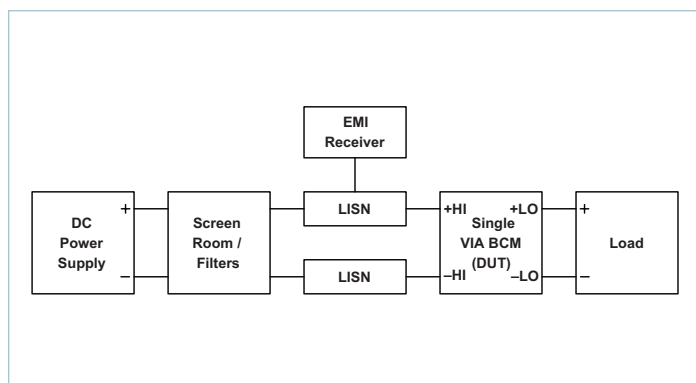 EMI
Receiver
DC
Power
Supply
+
–
Screen
Room /
Filters
LISN
LISN
+HI
–HI
Single
VIA BCM
(DUT)
+LO
–LO
+
–
Load